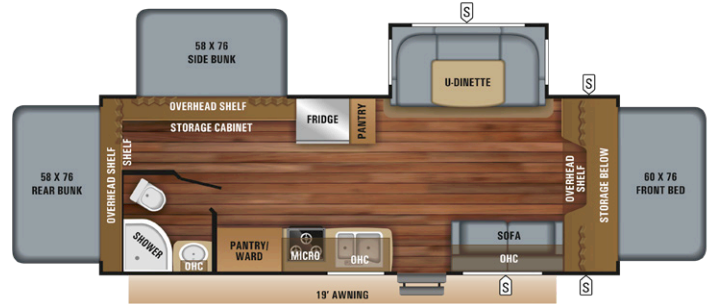 S
58 X 76
SIDE BUNK
U-DINETTE
S
OVERHEAD SHELF
STORAGE CABINET
FRIDGE
PANTRY
58 X 76
REAR BUNK
OVERHEAD SHELF
SHELF
OVERHEAD
SHELF
STORAGE BELOW
60 X 76
FRONT BED
SHOWER
OHC
PANTRY/
WARD
MICRO
OHC
SOFA
OHC
S
S
19' AWNING